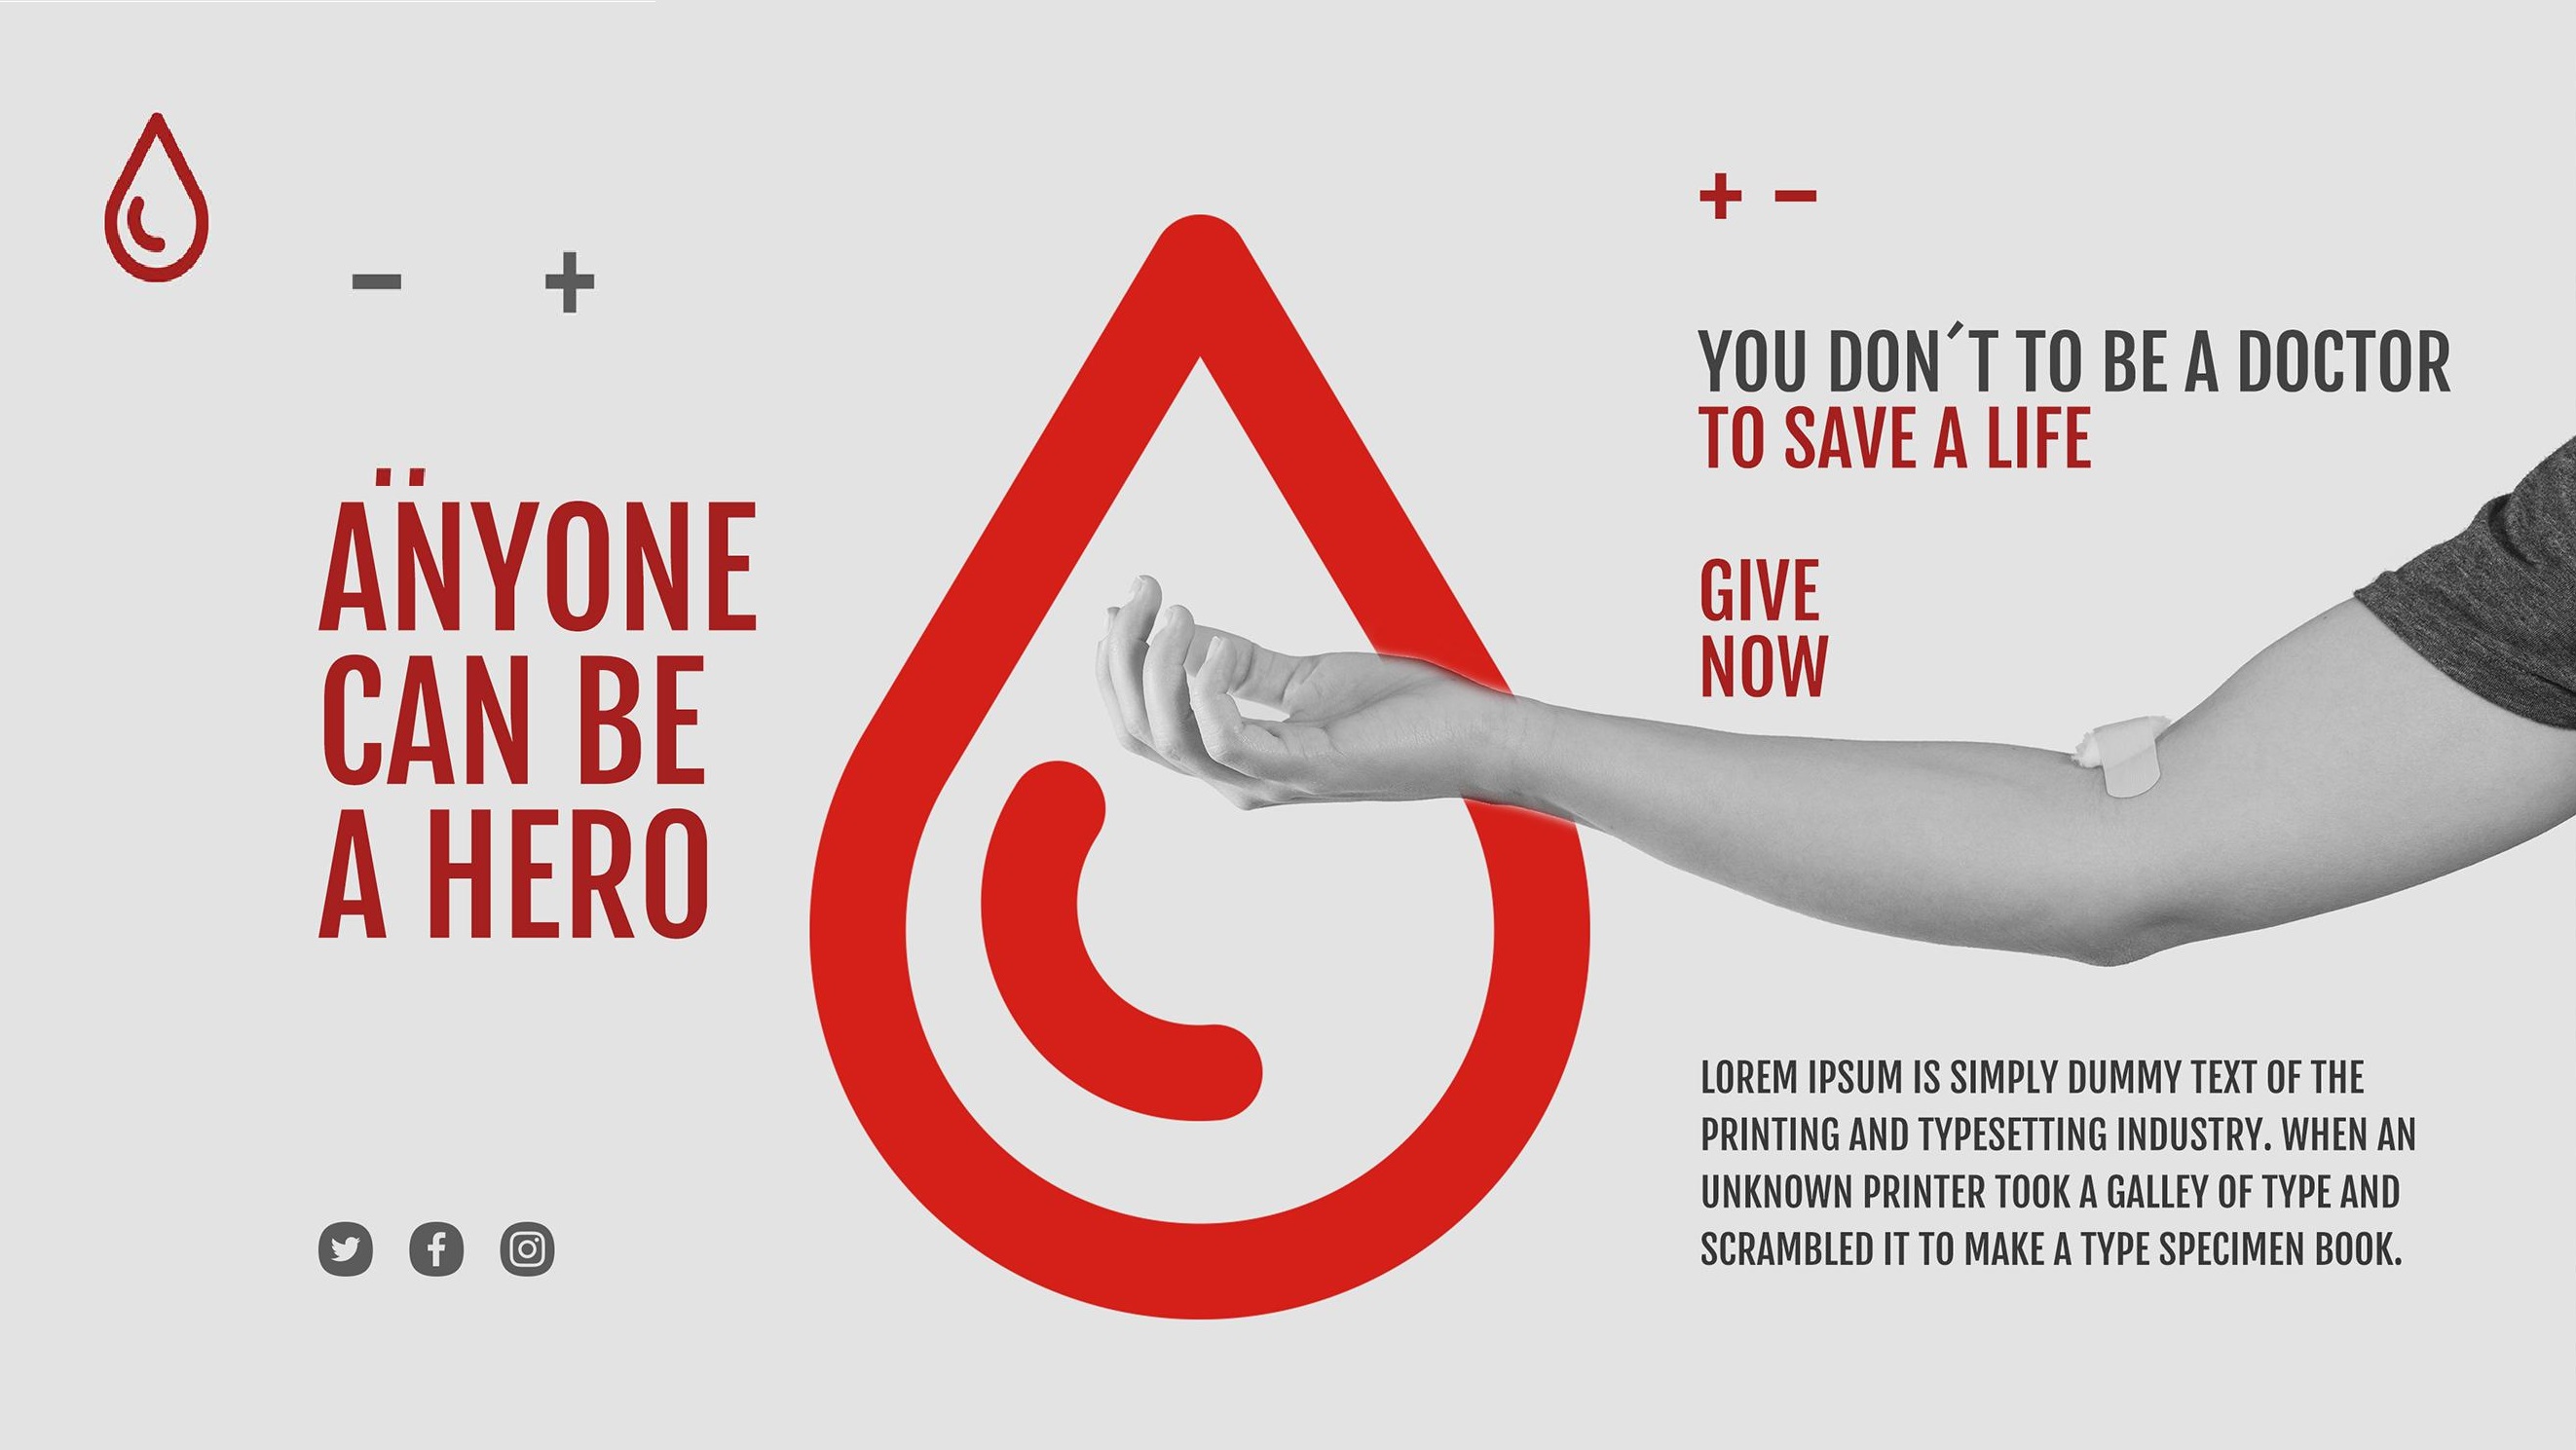 - +
¨
ANYONE
CAN BE
A HERO
+ -
YOU DON´T TO BE A DOCTOR
TO SAVE A LIFE
GIVE
NOW
LOREM IPSUM IS SIMPLY DUMMY TEXT OF THE
PRINTING AND TYPESETTING INDUSTRY. WHEN AN
UNKNOWN PRINTER TOOK A GALLEY OF TYPE AND
SCRAMBLED IT TO MAKE A TYPE SPECIMEN BOOK.